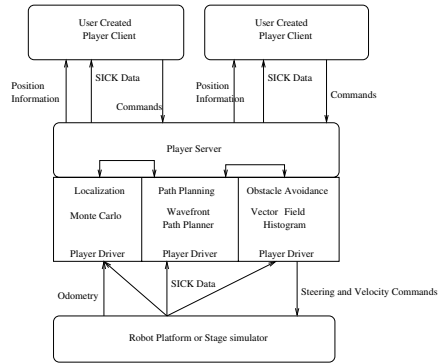 User Created
Player Client
User Created
Player Client
Position
Information
SICK Data
Commands
Position
Information
SICK Data
Commands
Player Server
Localization
Monte Carlo
Player Driver
Path Planning
Wavefront
Path Planner
Player Driver
Obstacle Avoidance
Vector Field
Histogram
Player Driver
Odometry
SICK Data
Steering and Velocity Commands
Robot Platform or Stage simulator